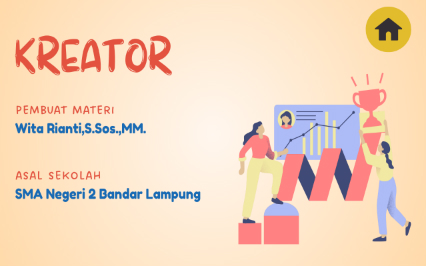 KREATOR
PEMBUAT MATERI
Wita Rianti,S.Sos.,MM.
ASAL SEKOLAH
SMA Negeri 2 Bandar Lampung